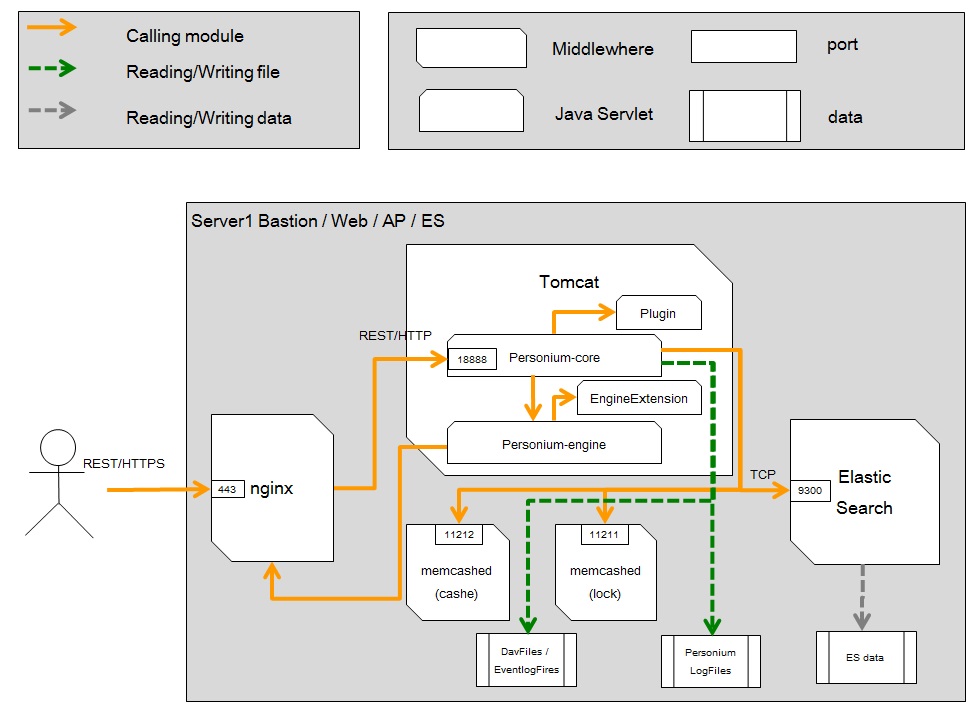 Calling module
Reading/Writing file
Reading/Writing data
Middlewhere
port
Java Servlet
data
Server1 Bastion / Web / AP / ES
Tomcat
Plugin
REST/HTTP
18888
Personium-core
EngineExtension
Personium-engine
REST/HTTPS
443
nginx
TCP
9300
Elastic
Search
11212
memcashed
(cashe)
11211
memcashed
(lock)
DavFiles /
EventlogFires
Personium
LogFiles
ES data